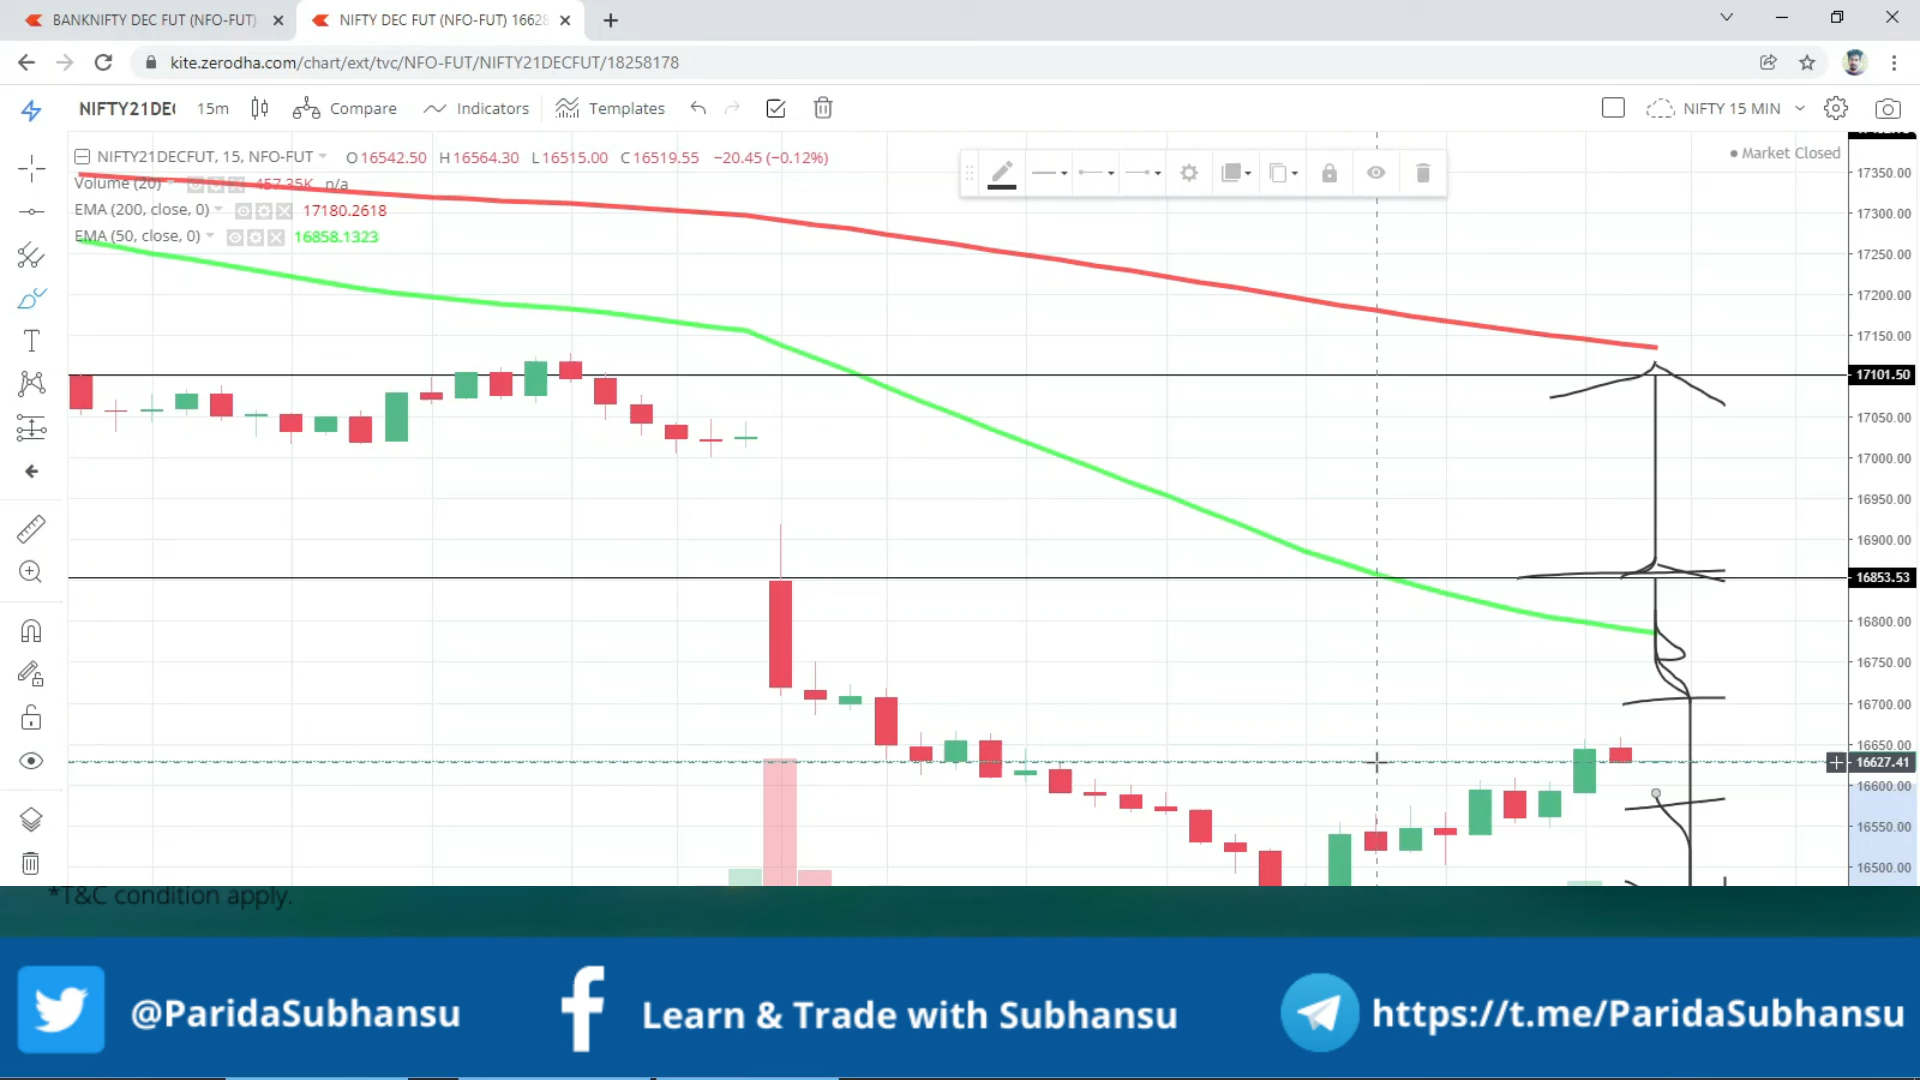 BANKNIFTY DEC FUT (NFO-FUT)
NIFTY DEC FUT (NFO-FUT) 16628
kite.zerodha.com/chart/ext/tvc/NFO-FUT/NIFTY21DECFUT/18258178
NIFTY21DEC 15m Compare Indicators Templates NIFTY 15 MIN
NIFTY21DECFUT, 15, NFO-FUT O16542.50 H16564.30 L16515.00 C16519.55 −20.45 (−0.12%)
Market Closed
Volume (20) 457.35K n/a
EMA (200, close, 0) 17180.2618
EMA (50, close, 0) 16858.1323
17350.00
17300.00
17250.00
17200.00
17150.00
17101.50
17050.00
17000.00
16950.00
16900.00
16853.53
16800.00
16750.00
16700.00
16650.00
16627.41
16600.00
16550.00
16500.00
*T&C condition apply.
@ParidaSubhansu
Learn & Trade with Subhansu
https://t.me/ParidaSubhansu